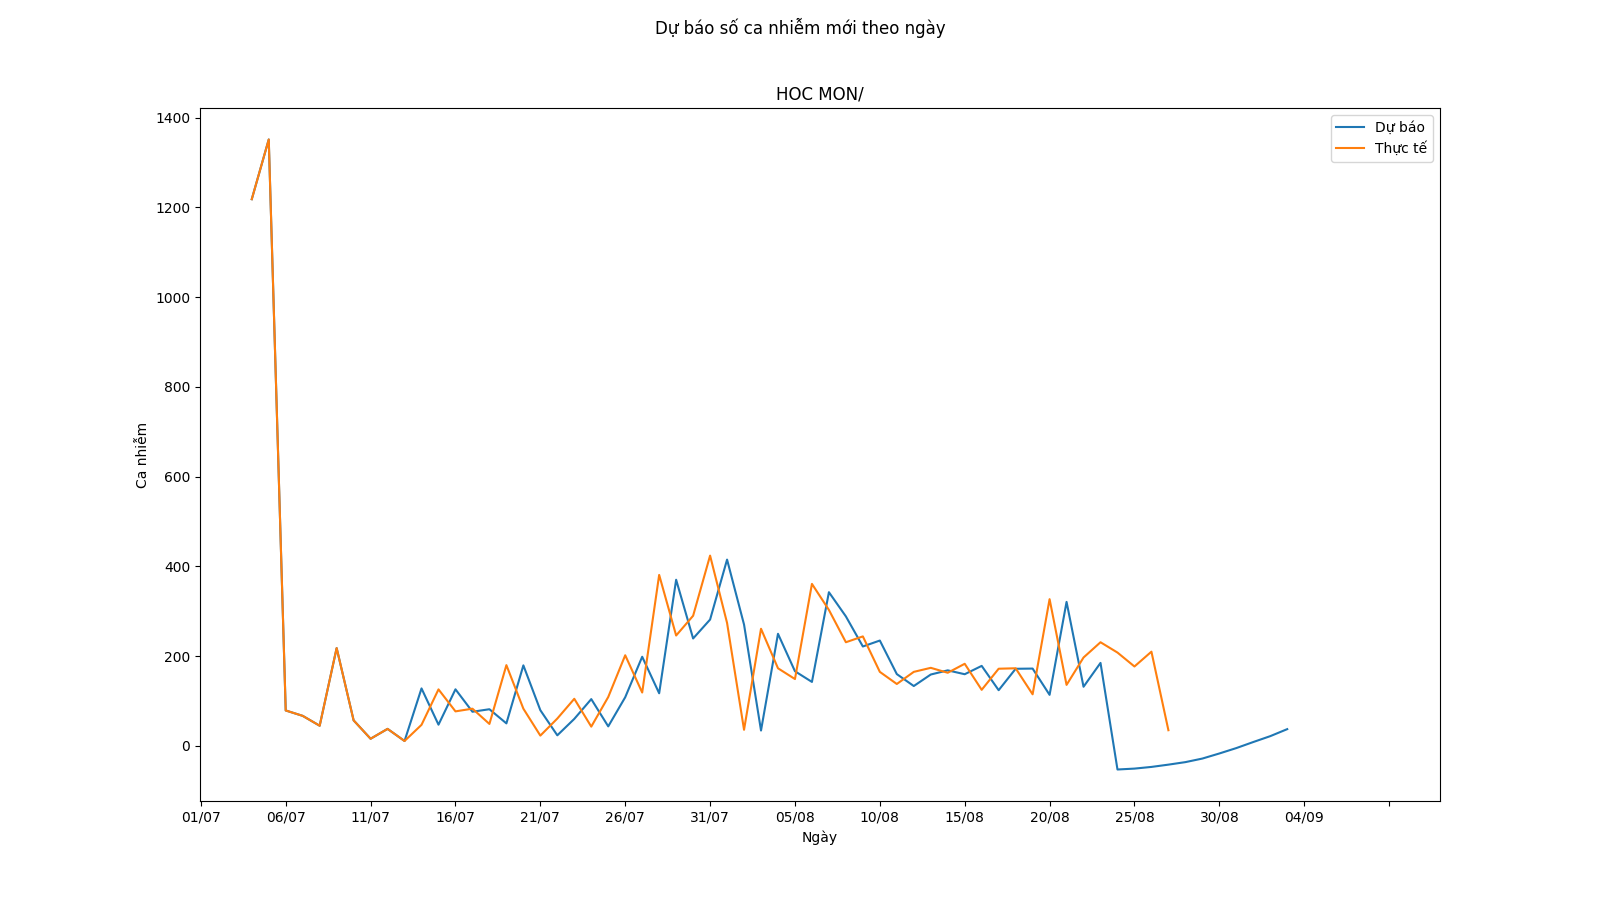 Dự báo số ca nhiễm mới theo ngày
HOC MON/
Dự báo
Thực tế
1400
1200
1000
800
600
400
200
0
Ca nhiễm
01/07 06/07 11/07 16/07 21/07 26/07 31/07 05/08 10/08 15/08 20/08 25/08 30/08 04/09
Ngày